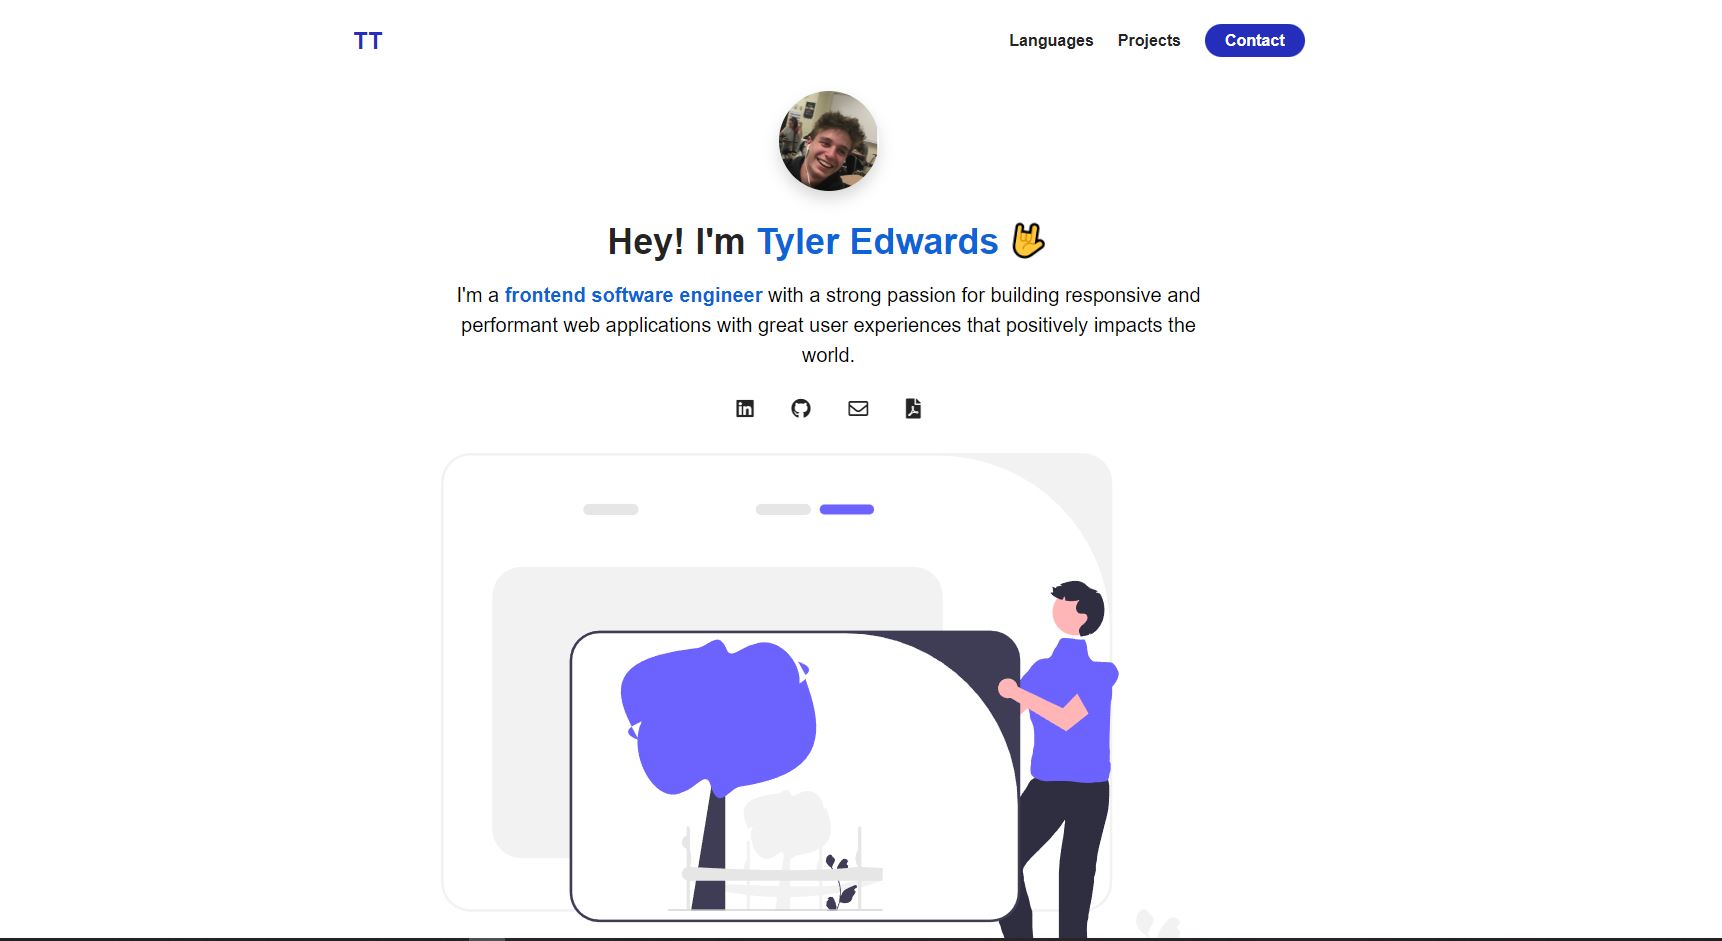 TT
Languages Projects Contact
Hey! I'm Tyler Edwards
I'm a frontend software engineer with a strong passion for building responsive and
performant web applications with great user experiences that positively impacts the
world.
in